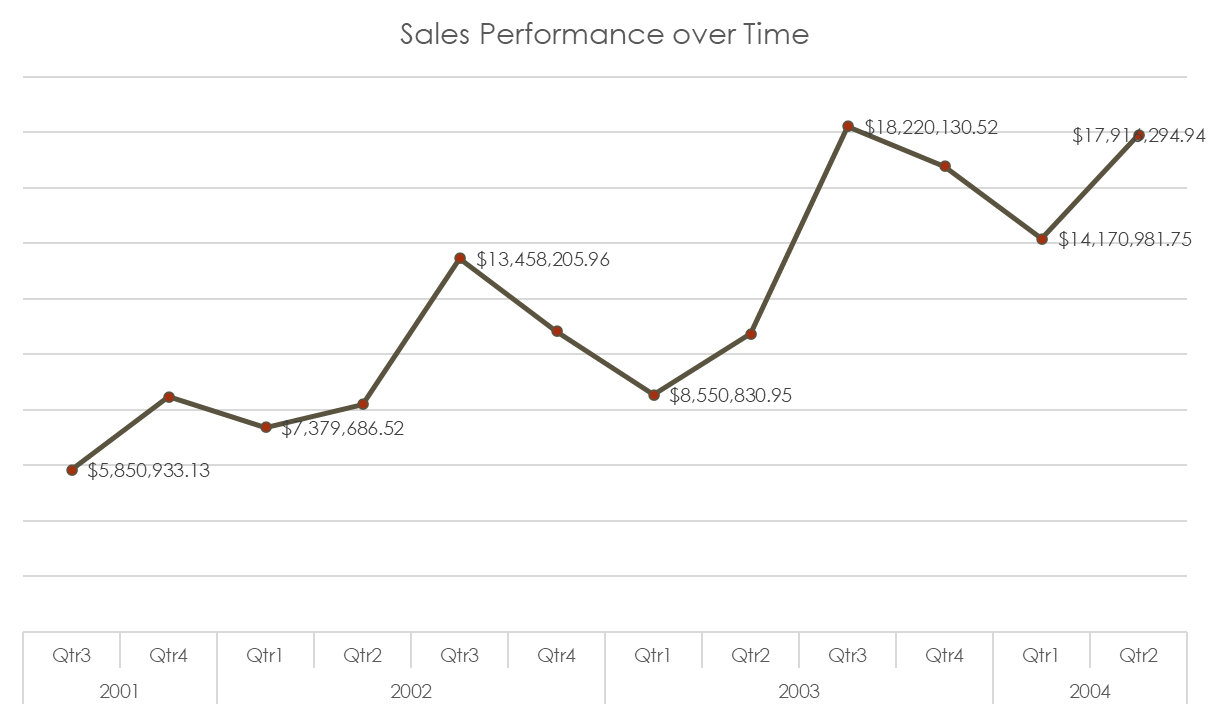 Sales Performance over Time
$18,220,130.52
$14,170,981.75
$13,458,205.96
$8,550,830.95
$7,379,686.52
$5,850,933.13
Qtr3 Qtr4 Qtr1 Qtr2 Qtr3 Qtr4 Qtr1 Qtr2 Qtr3 Qtr4 Qtr1 Qtr2
2001 2002 2003 2004